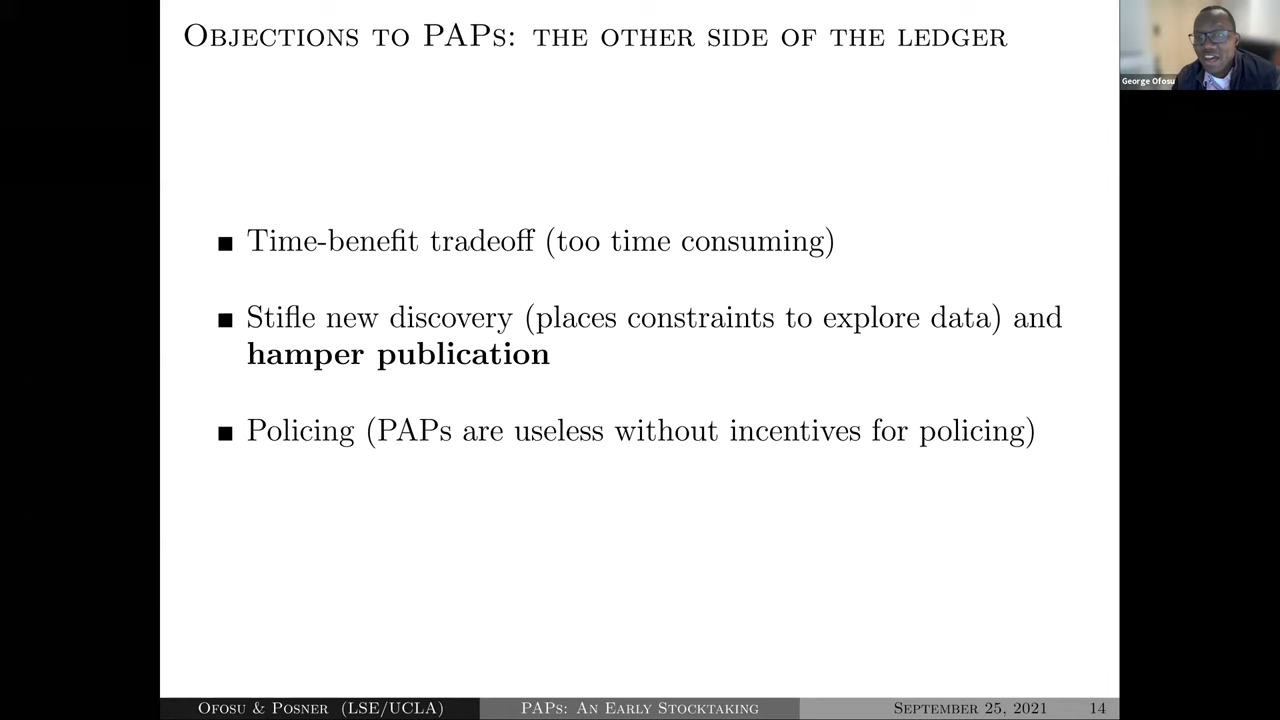 Objections to PAPs: the other side of the ledger
George Ofosu
■ Time-benefit tradeoff (too time consuming)
■ Stifle new discovery (places constraints to explore data) and
hamper publication
■ Policing (PAPs are useless without incentives for policing)
Ofosu & Posner (LSE/UCLA) PAPs: An Early Stocktaking September 25, 2021 14